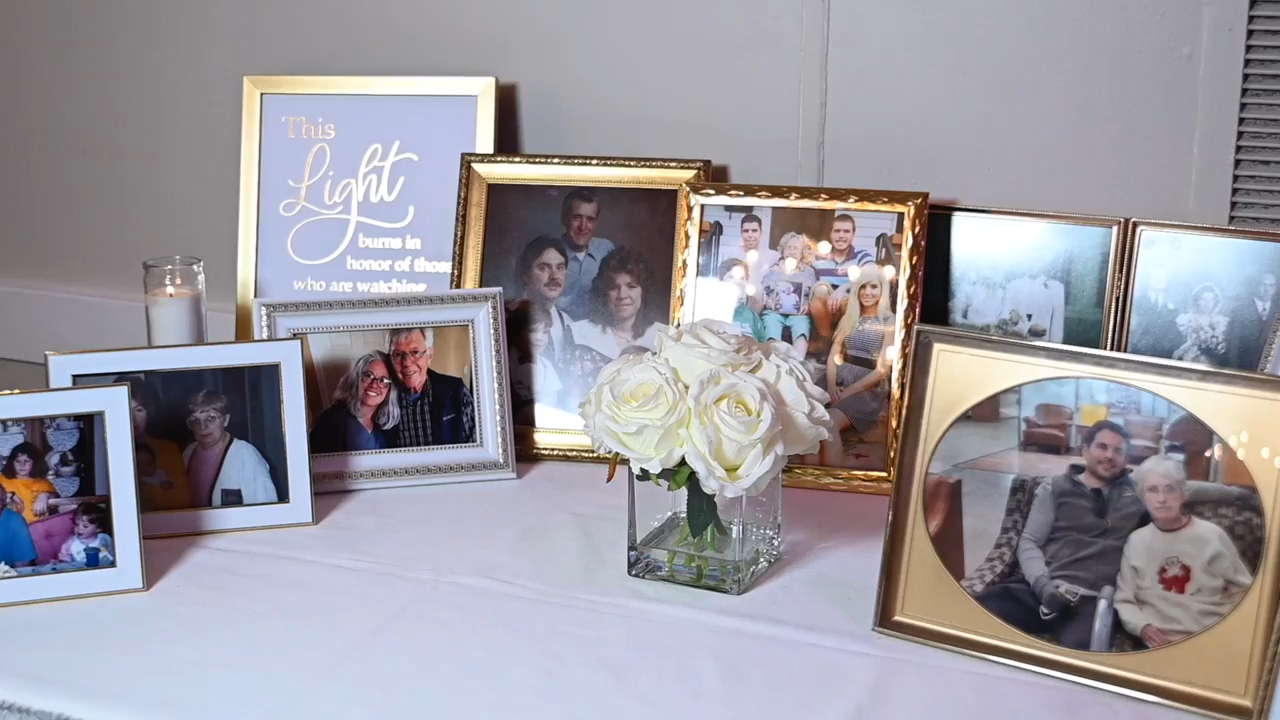 This
Light
burns in
honor of those
who are watching